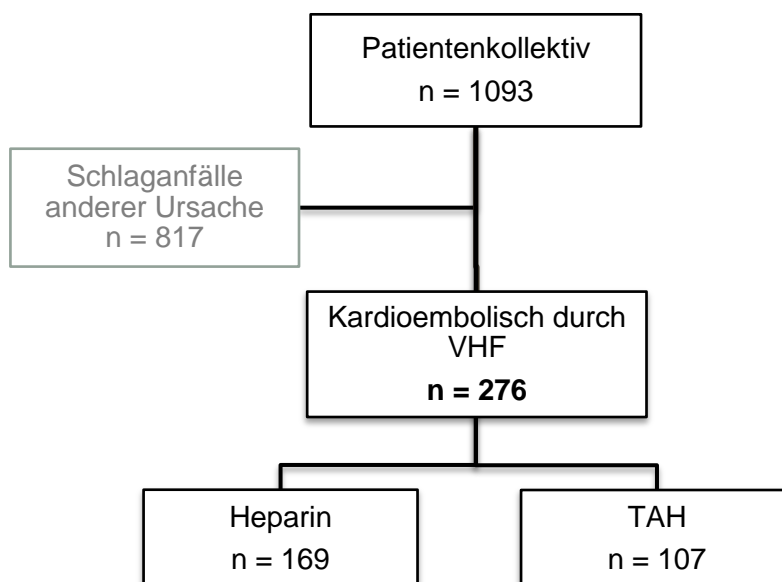 Patientenkollektiv
n = 1093
Schlaganfälle
anderer Ursache
n = 817
Kardioembolisch durch
VHF
n = 276
Heparin
n = 169
TAH
n = 107